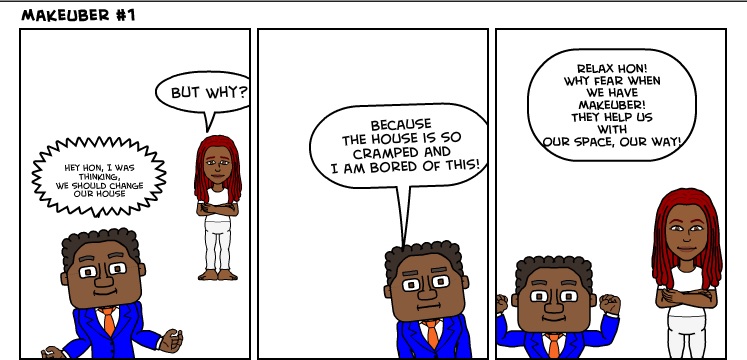 MAKEUBER #1
HEY HON, I WAS
THINKING,
WE SHOULD CHANGE
OUR HOUSE
BUT WHY?
BECAUSE
THE HOUSE IS SO
CRAMPED AND
I AM BORED OF THIS!
RELAX HON!
WHY FEAR WHEN
WE HAVE
MAKEUBER!
THEY HELP US
WITH
OUR SPACE, OUR WAY!